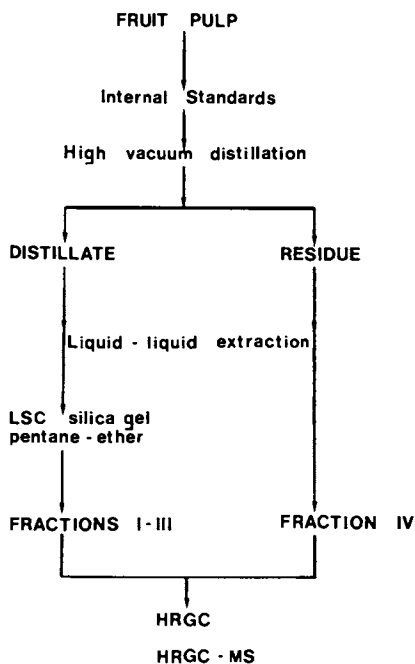 FRUIT PULP
Internal Standards
High vacuum distillation
DISTILLATE
RESIDUE
Liquid - liquid extraction
LSC silica gel
pentane - ether
FRACTIONS I - III
FRACTION IV
HRGC
HRGC - MS